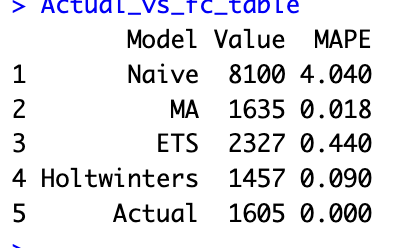 > Actual_vs_fc_table
Model Value MAPE
1 Naive 8100 4.040
2 MA 1635 0.018
3 ETS 2327 0.440
4 Holtwinters 1457 0.090
5 Actual 1605 0.000
>